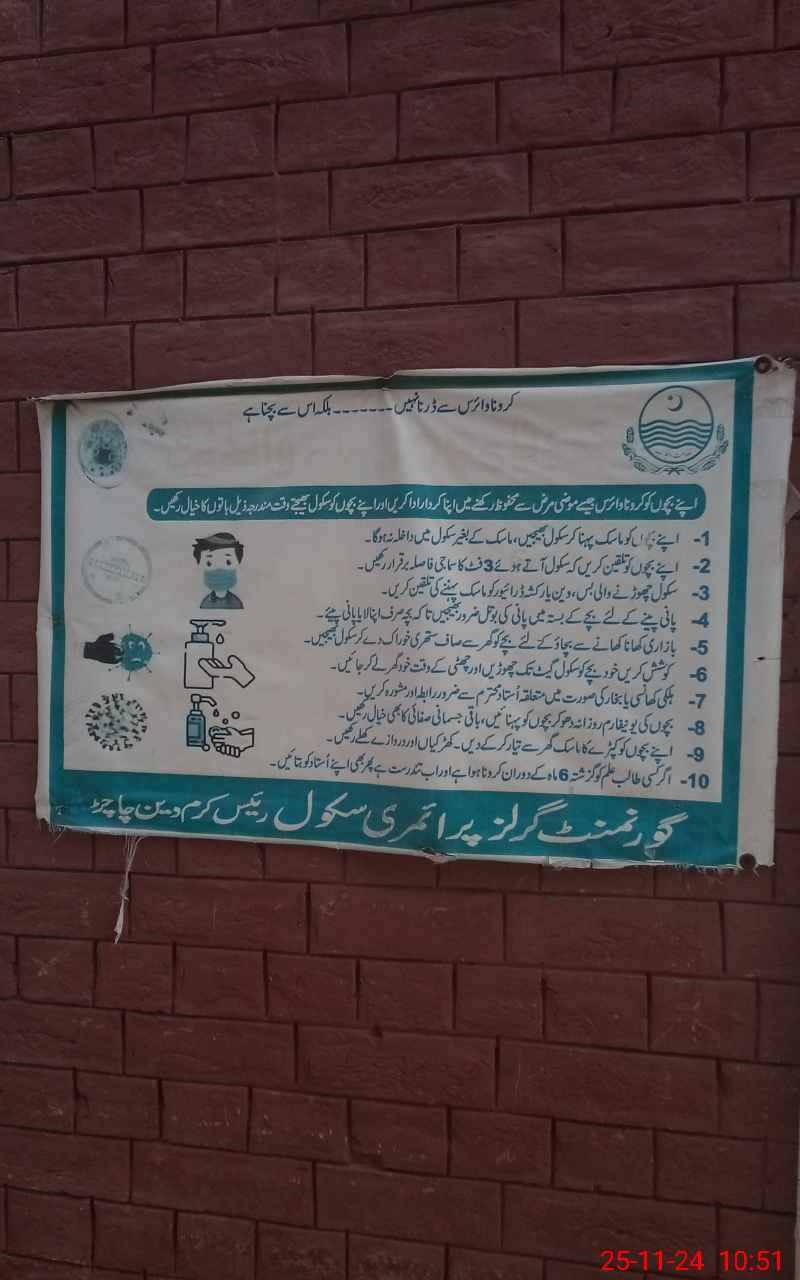 کرونا وائرس سے ڈرنا نہیں ------- بلکہ اس سے بچنا ہے
اپنے بچوں کو کرونا وائرس جیسے موضی مرض سے محفوظ رکھنے میں اپنا کردار ادا کریں اور اپنے بچوں کو سکول بھیجتے وقت مندرجہ ذیل باتوں کا خیال رکھیں۔
1- اپنے بچوں کو ماسک پہنا کر سکول بھیجیں، ماسک کے بغیر سکول میں داخلہ نہ ہوگا۔
2- اپنے بچوں کو تلقین کریں کہ سکول آتے ہوئے 3 فٹ کا سماجی فاصلہ برقرار رکھیں۔
3- سکول چھوڑنے والی بس، وین یا رکشہ ڈرائیور کو ماسک پہننے کی تلقین کریں۔
4- پانی پینے کے لئے بچے کے بستہ میں پانی کی بوتل ضرور بھیجیں تاکہ بچہ صرف اپنا لایا پانی پیئے۔
5- بازاری کھانا کھانے سے بچاؤ کے لئے بچے کو گھر سے صاف ستھری خوراک دے کر سکول بھیجیں۔
6- کوشش کریں خود بچے کو سکول گیٹ تک چھوڑیں اور چھٹی کے وقت خود گھر لے کر جائیں۔
7- ہلکی کھانسی یا بخار کی صورت میں متعلقہ اُستاد محترم سے ضرور رابطہ اور مشورہ کریں۔
8- بچوں کی یونیفارم روزانہ دھو کر بچوں کو پہنائیں، باقی جسمانی صفائی کا بھی خیال رکھیں۔
9- اپنے بچوں کو کپڑے کا ماسک گھر سے تیار کر کے دیں۔ کھڑکیاں اور دروازے کھلے رکھیں۔
10- اگر کسی طالب علم کو گزشتہ 6 ماہ کے دوران کرونا ہوا ہے اور اب تندرست ہے پھر بھی اپنے اُستاد کو بتائیں۔
گورنمنٹ گرلز پرائمری سکول رئیس کرم دین چاچڑ
25-11-24 10:51